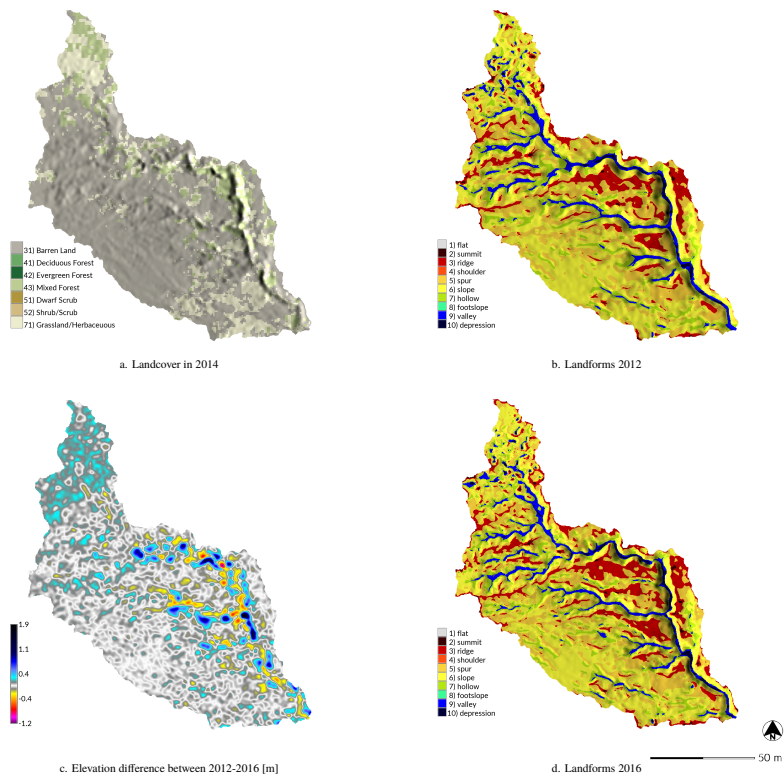 31) Barren Land
41) Deciduous Forest
42) Evergreen Forest
43) Mixed Forest
51) Dwarf Scrub
52) Shrub/Scrub
71) Grassland/Herbaceuous
a. Landcover in 2014
1) flat
2) summit
3) ridge
4) shoulder
5) spur
6) slope
7) hollow
8) footslope
9) valley
10) depression
b. Landforms 2012
1.9
1.1
0.4
-0.4
-1.2
c. Elevation difference between 2012-2016 [m]
1) flat
2) summit
3) ridge
4) shoulder
5) spur
6) slope
7) hollow
8) footslope
9) valley
10) depression
d. Landforms 2016
N
50 m